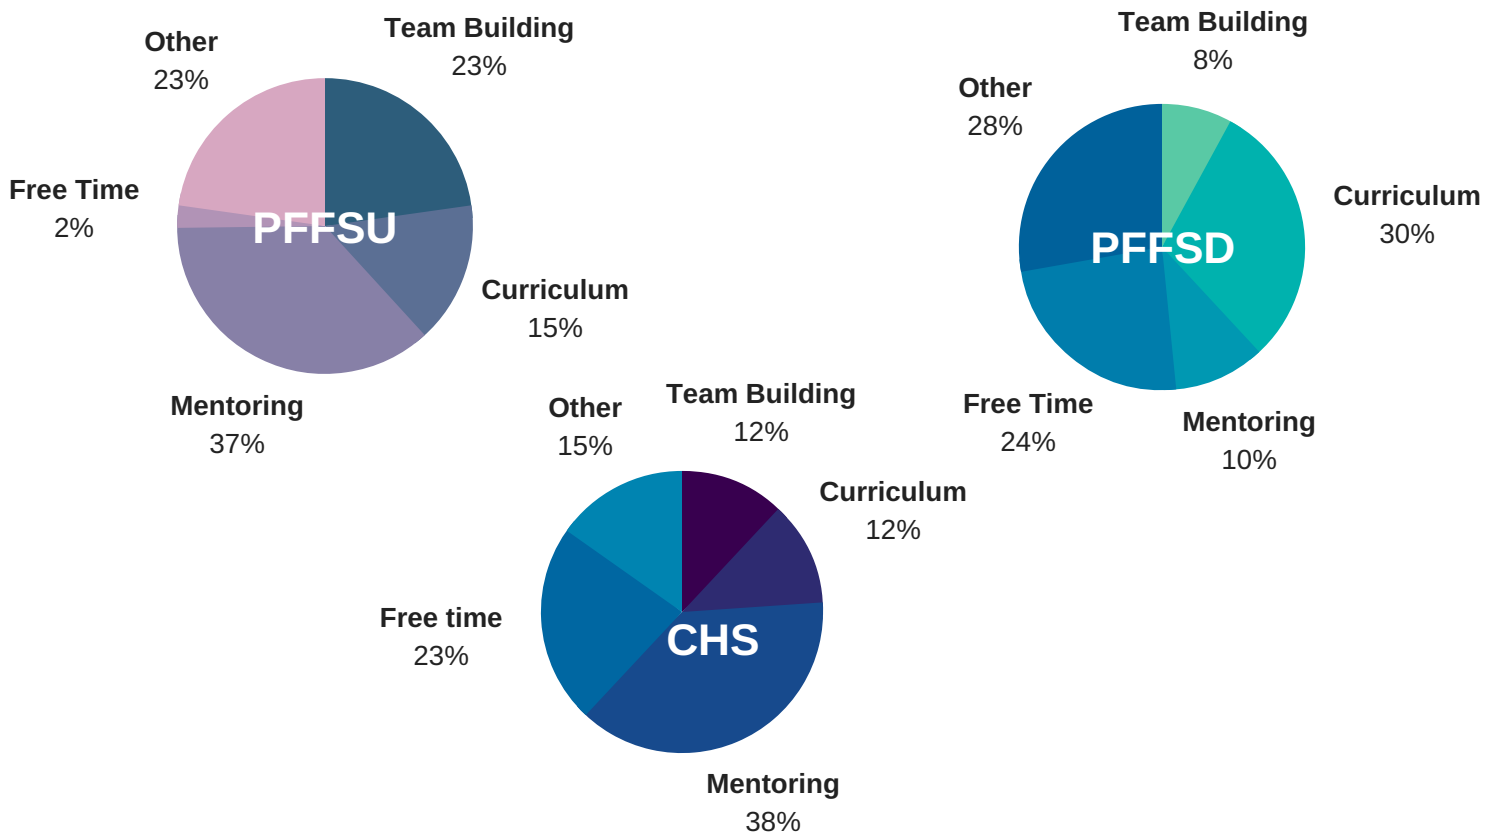 Team Building
23%
Other
23%
Free Time
2%
PFFSU
Curriculum
15%
Mentoring
37%
Team Building
8%
Other
28%
Curriculum
30%
PFFSD
Free Time
24%
Mentoring
10%
Team Building
12%
Other
15%
Curriculum
12%
Free time
23%
CHS
Mentoring
38%